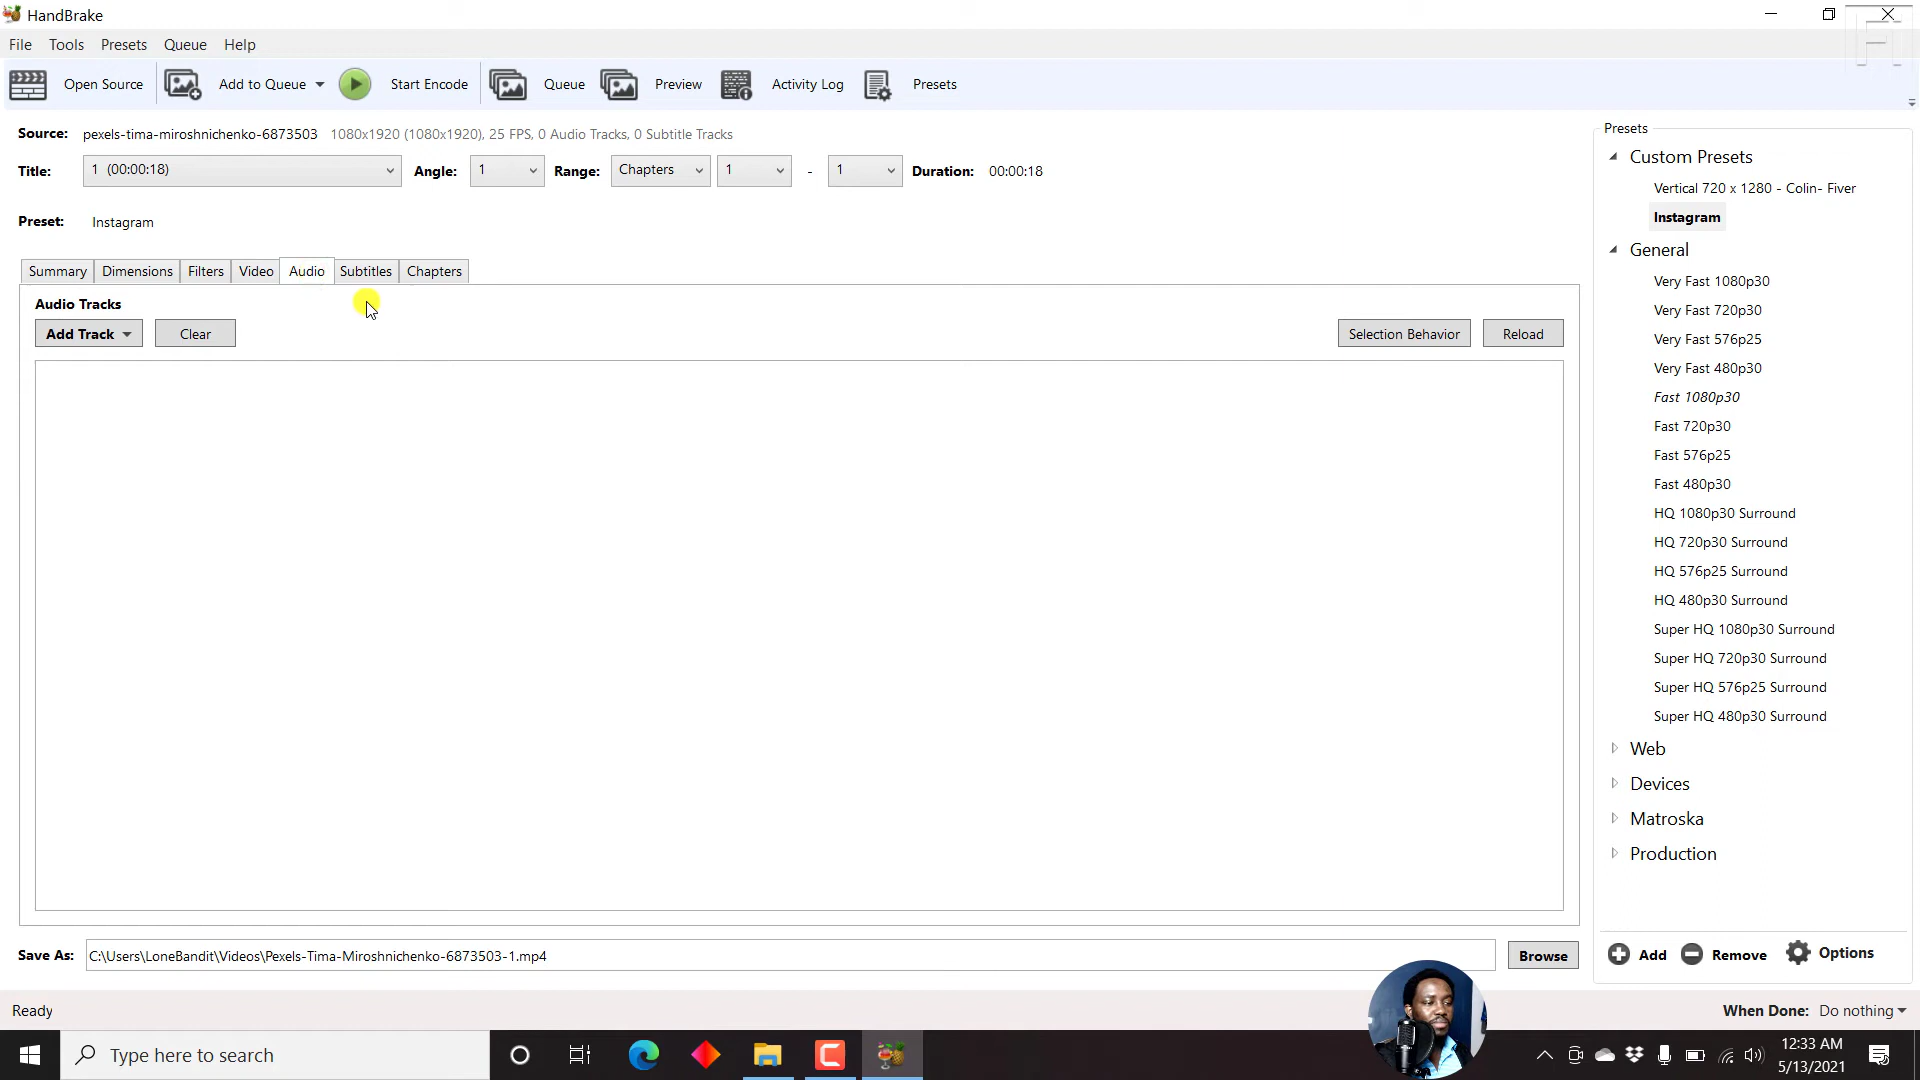 HandBrake
File Tools Presets Queue Help
Open Source Add to Queue Start Encode Queue Preview Activity Log Presets
Source: pexels-tima-miroshnichenko-6873503 1080x1920 (1080x1920), 25 FPS, 0 Audio Tracks, 0 Subtitle Tracks
Title: 1 (00:00:18) Angle: 1 Range: Chapters 1 - 1 Duration: 00:00:18
Preset: Instagram
Summary Dimensions Filters Video Audio Subtitles Chapters
Audio Tracks
Add Track Clear Selection Behavior Reload
Presets
Custom Presets
Vertical 720 x 1280 - Colin- Fiver
Instagram
General
Very Fast 1080p30
Very Fast 720p30
Very Fast 576p25
Very Fast 480p30
Fast 1080p30
Fast 720p30
Fast 576p25
Fast 480p30
HQ 1080p30 Surround
HQ 720p30 Surround
HQ 576p25 Surround
HQ 480p30 Surround
Super HQ 1080p30 Surround
Super HQ 720p30 Surround
Super HQ 576p25 Surround
Super HQ 480p30 Surround
Web
Devices
Matroska
Production
Save As: C:\Users\LoneBandit\Videos\Pexels-Tima-Miroshnichenko-6873503-1.mp4 Browse
Add Remove Options
Ready
When Done: Do nothing
Type here to search
12:33 AM
5/13/2021